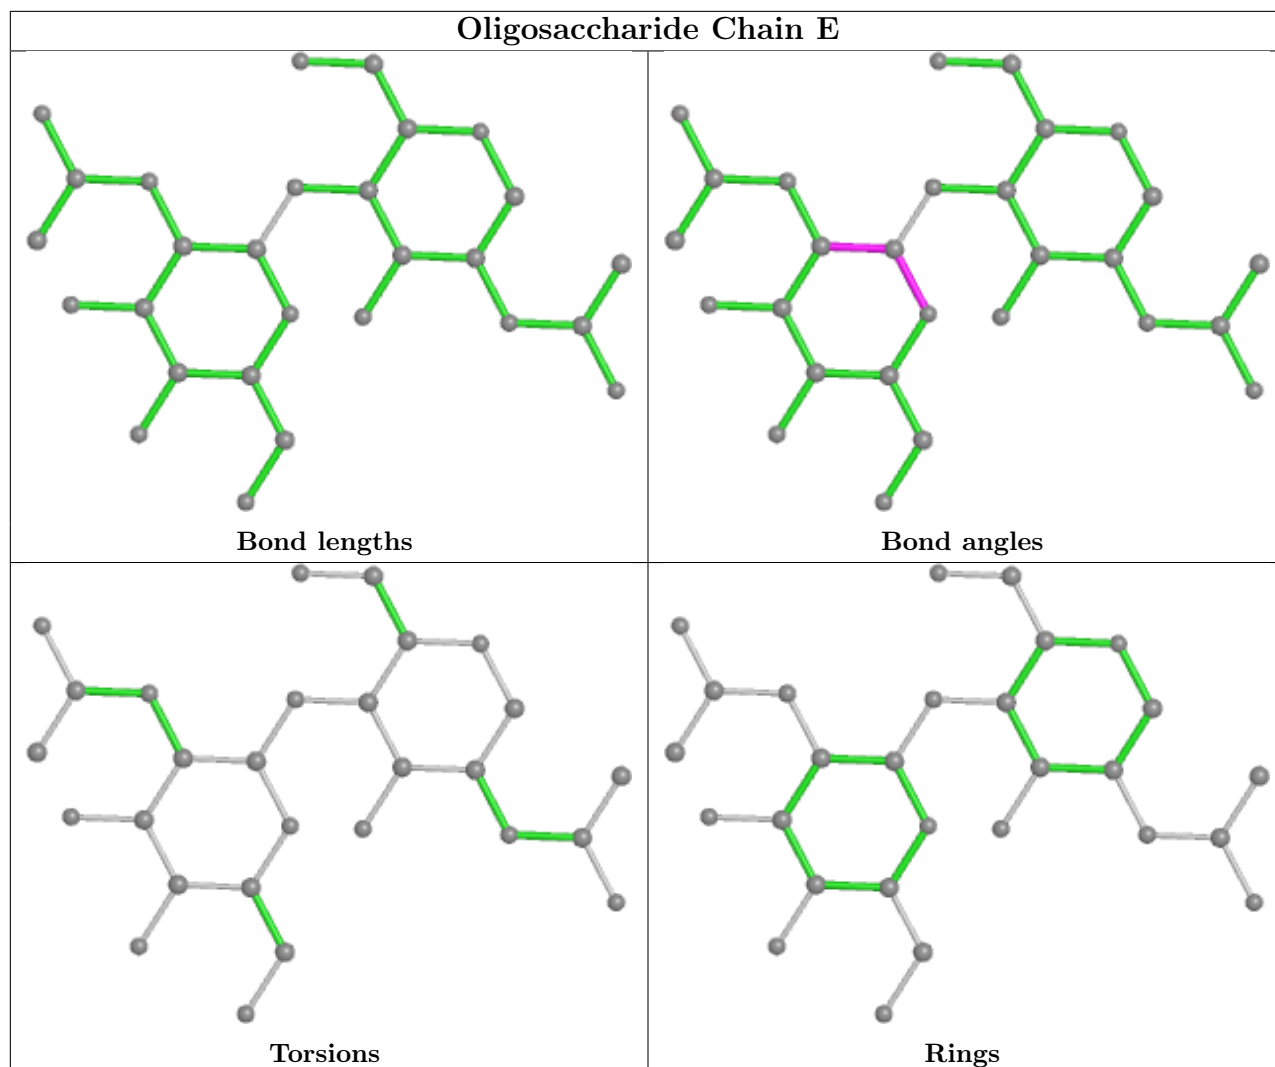 Oligosaccharide Chain E
Bond lengths
Bond angles
Torsions
Rings